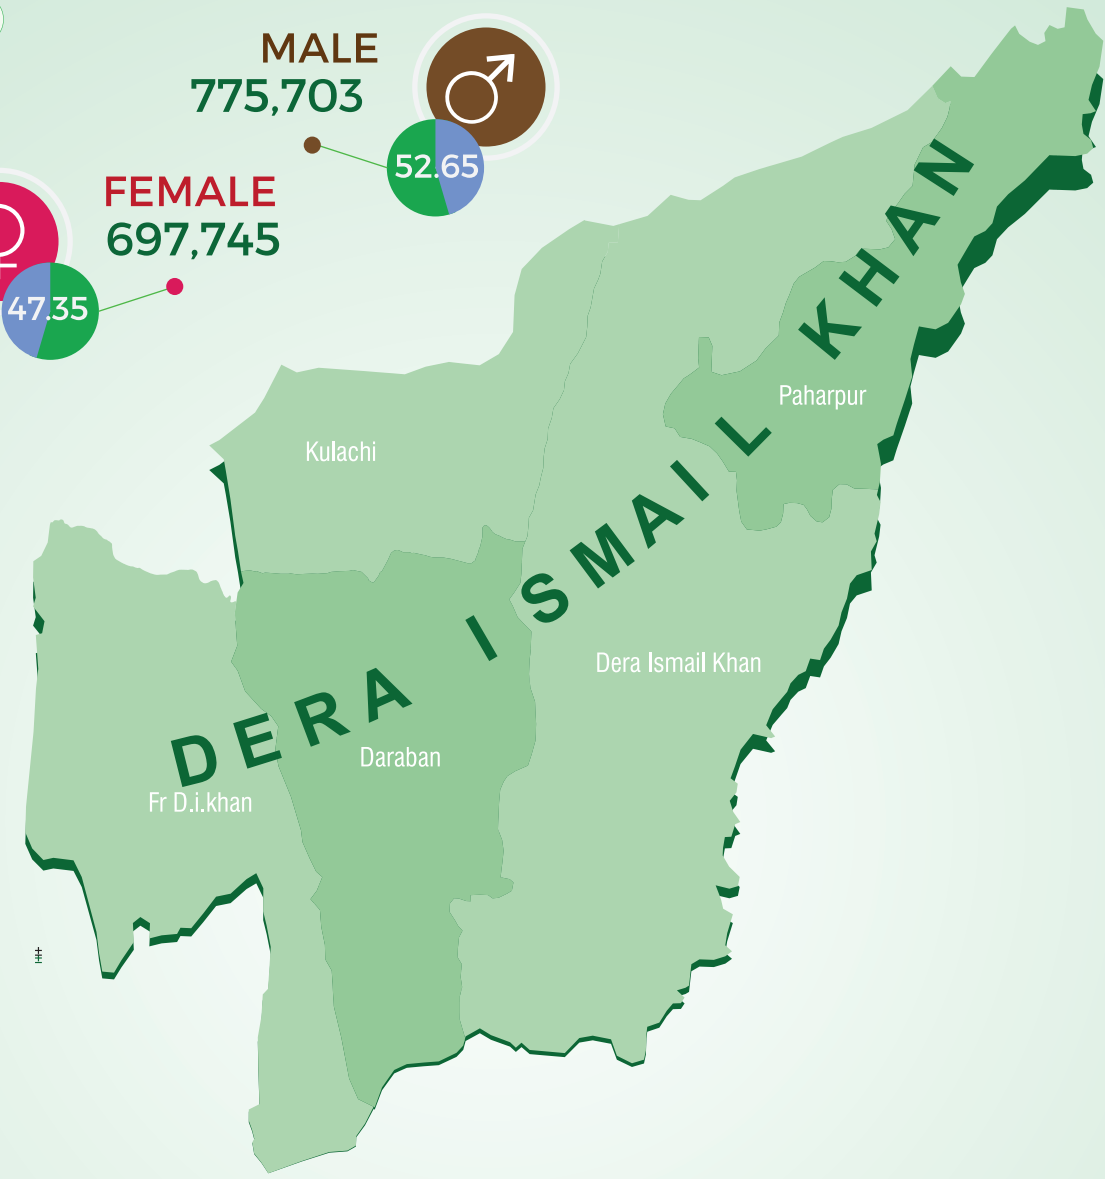 MALE
775,703
52.65
FEMALE
697,745
47.35
DERA ISMAIL KHAN
Paharpur
Kulachi
Dera Ismail Khan
Daraban
Fr D.i.khan